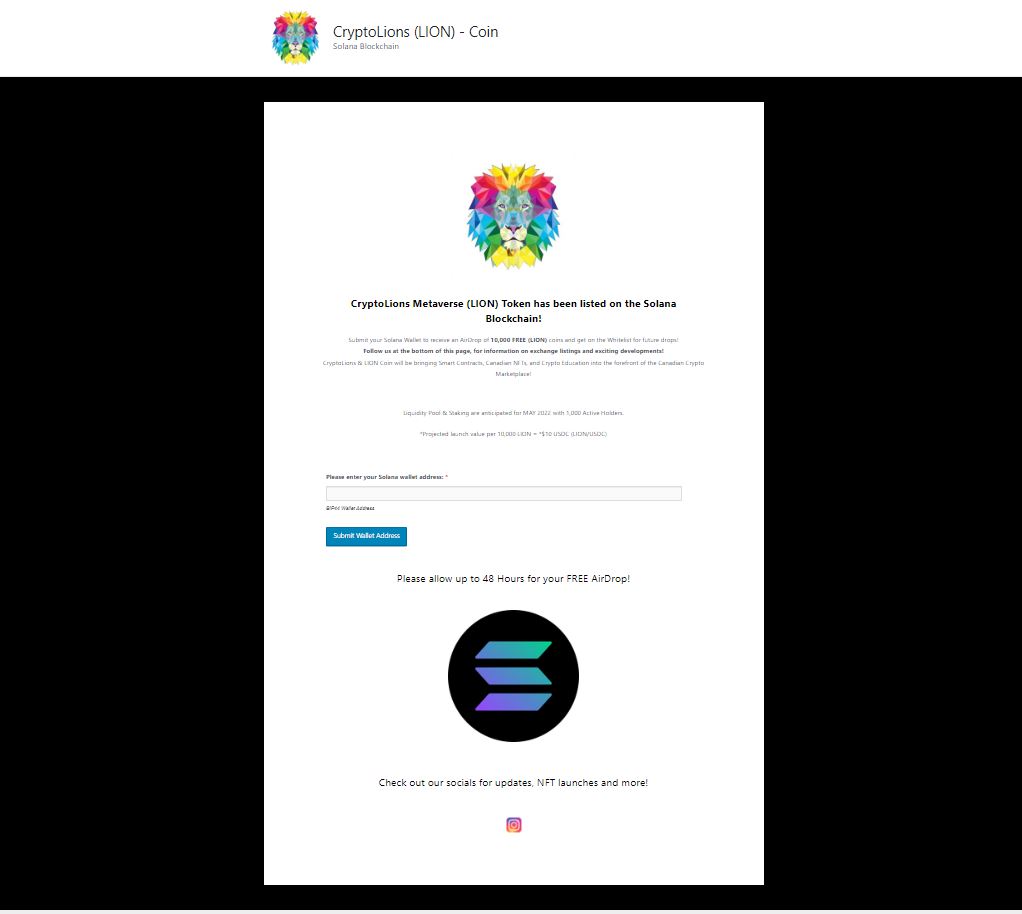 CryptoLions (LION) - Coin
Solana Blockchain
CryptoLions Metaverse (LION) Token has been listed on the Solana
Blockchain!
Submit your Solana Wallet to receive an AirDrop of 10,000 FREE (LION) coins and get on the Whitelist for future drops!
Follow us at the bottom of this page, for information on exchange listings and exciting developments!
CryptoLions & LION Coin will be bringing Smart Contracts, Canadian NFTs, and Crypto Education into the forefront of the Canadian Crypto
Marketplace!
Liquidity Pool & Staking are anticipated for MAY 2022 with 1,000 Active Holders.
*Projected launch value per 10,000 LION = *$10 USDC (LION/USDC)
Please enter your Solana wallet address: *
Wallet Address
Submit Wallet Address
Please allow up to 48 Hours for your FREE AirDrop!
Check out our socials for updates, NFT launches and more!